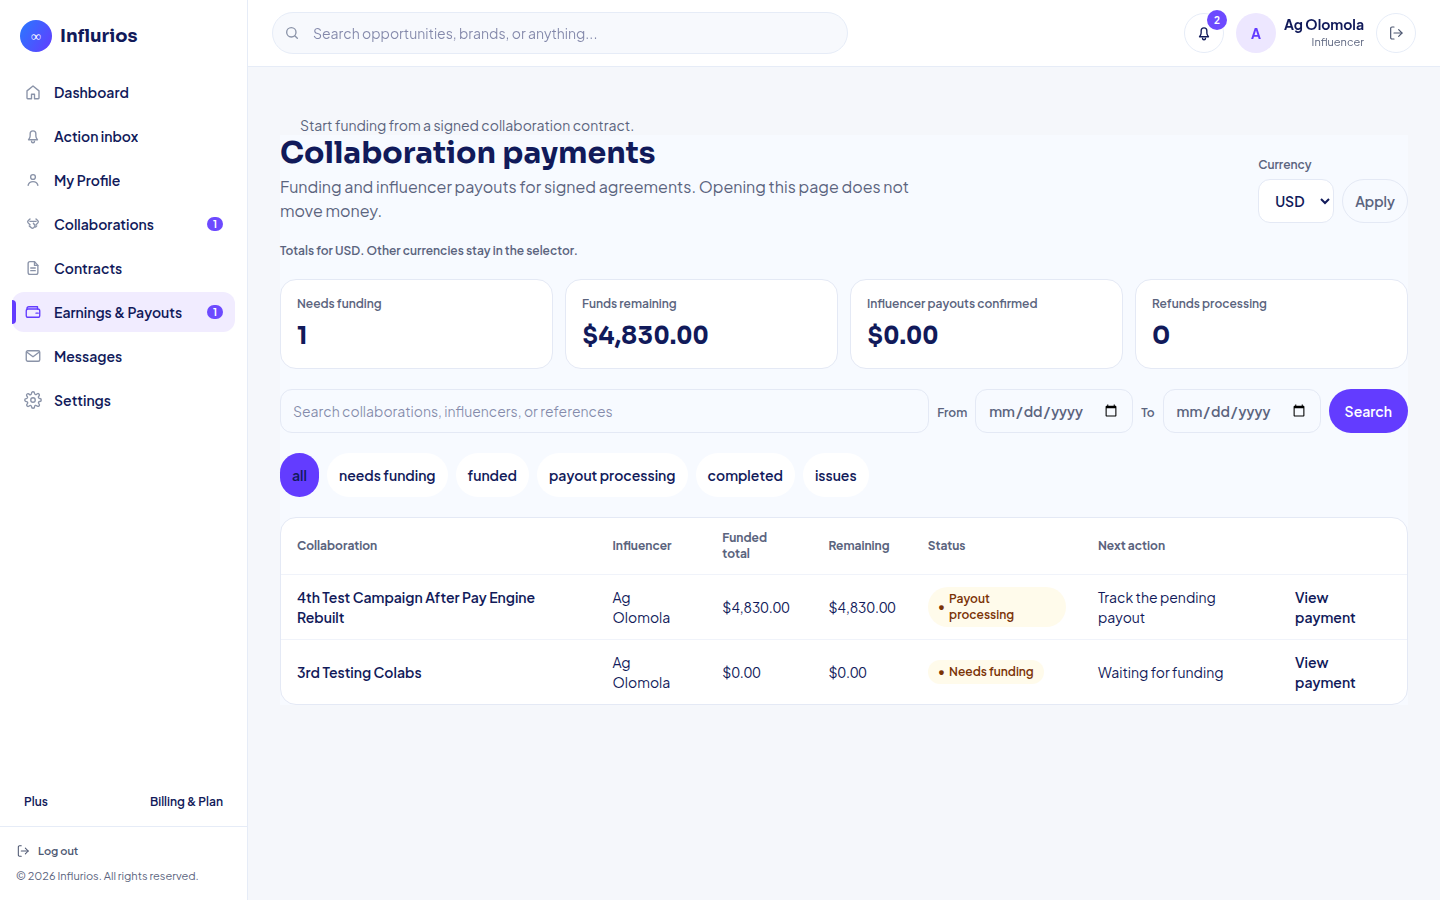 ∞ Influrios
Search opportunities, brands, or anything...
2
A
Ag Olomola
Influencer
Dashboard
Action inbox
My Profile
Collaborations 1
Contracts
Earnings & Payouts 1
Messages
Settings
Plus
Billing & Plan
Log out
© 2026 Influrios. All rights reserved.
Start funding from a signed collaboration contract.
Collaboration payments
Funding and influencer payouts for signed agreements. Opening this page does not
move money.
Currency
USD
Apply
Totals for USD. Other currencies stay in the selector.
Needs funding
1
Funds remaining
$4,830.00
Influencer payouts confirmed
$0.00
Refunds processing
0
Search collaborations, influencers, or references
From mm/dd/yyyy To mm/dd/yyyy Search
all needs funding funded payout processing completed issues
Collaboration Influencer Funded total Remaining Status Next action
4th Test Campaign After Pay Engine
Rebuilt
Ag
Olomola
$4,830.00
$4,830.00
Payout
processing
Track the pending
payout
View
payment
3rd Testing Colabs
Ag
Olomola
$0.00
$0.00
Needs funding
Waiting for funding
View
payment